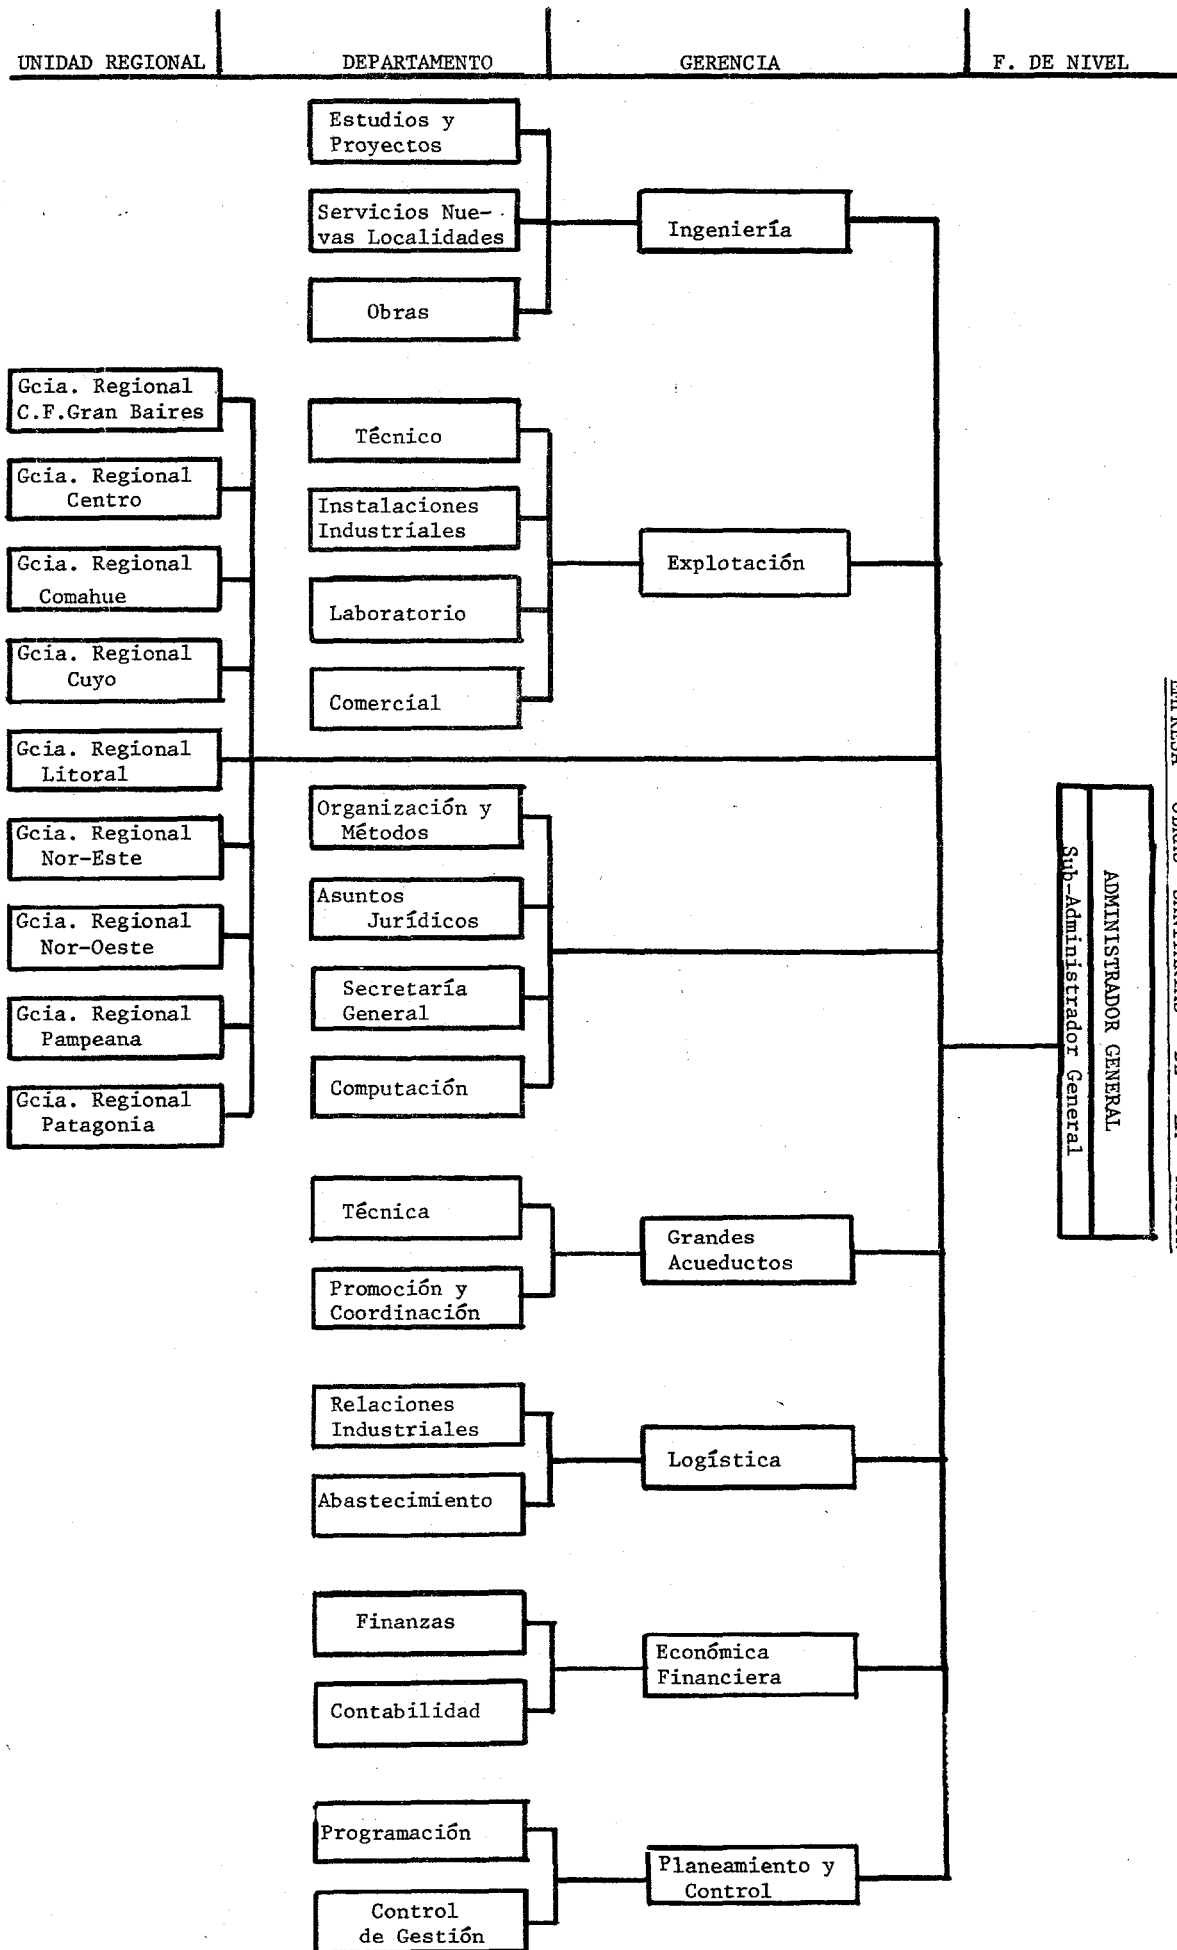 UNIDAD REGIONAL
DEPARTAMENTO
GERENCIA
F. DE NIVEL
Estudios y
Proyectos
Servicios Nue-
vas Localidades
Obras
Ingeniería
Gcia. Regional
C.F.Gran Baires
Gcia. Regional
Centro
Gcia. Regional
Comahue
Gcia. Regional
Cuyo
Gcia. Regional
Litoral
Gcia. Regional
Nor-Este
Gcia. Regional
Nor-Oeste
Gcia. Regional
Pampeana
Gcia. Regional
Patagonia
Técnico
Instalaciones
Industriales
Laboratorio
Comercial
Explotación
Organización y
Métodos
Asuntos
Jurídicos
Secretaría
General
Computación
ADMINISTRADOR GENERAL
Sub-Administrador General
Técnica
Promoción y
Coordinación
Grandes
Acueductos
Relaciones
Industriales
Abastecimiento
Logística
Finanzas
Contabilidad
Económica
Financiera
Programación
Control
de Gestión
Planeamiento y
Control